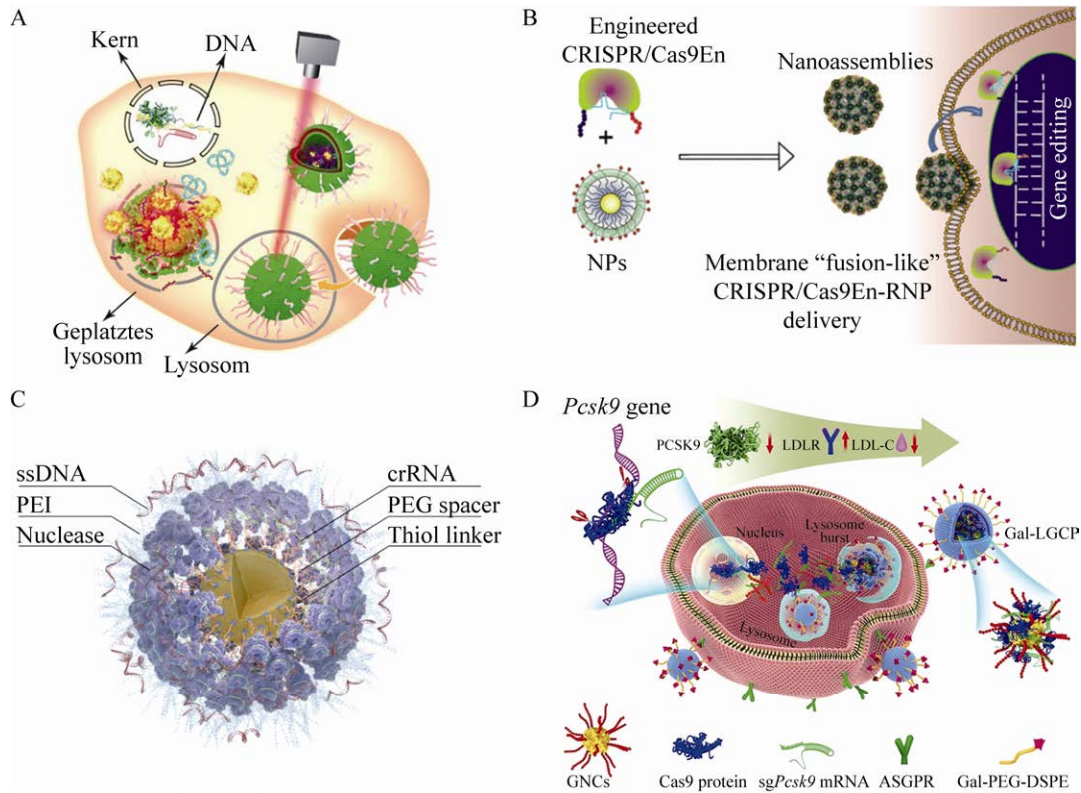 A
Kern
DNA
Geplatztes
lysosom
Lysosom
B
Engineered
CRISPR/Cas9En
+
NPs
Nanoassemblies
Membrane “fusion-like”
CRISPR/Cas9En-RNP
delivery
Gene editing
C
ssDNA
PEI
Nuclease
crRNA
PEG spacer
Thiol linker
D
Pcsk9 gene
PCSK9
LDLR
LDL-C
Nucleus
Lysosome
burst
Lysosome
Gal-LGCP
GNCs
Cas9 protein
sgPcsk9 mRNA
ASGPR
Gal-PEG-DSPE